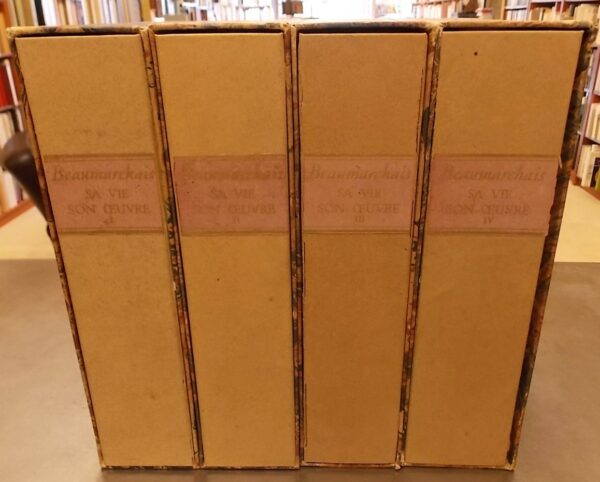 Beaumarchais
SA VIE
SON ŒUVRE
I
Beaumarchais
SA VIE
SON ŒUVRE
II
Beaumarchais
SA VIE
SON ŒUVRE
III
Beaumarchais
SA VIE
SON ŒUVRE
IV